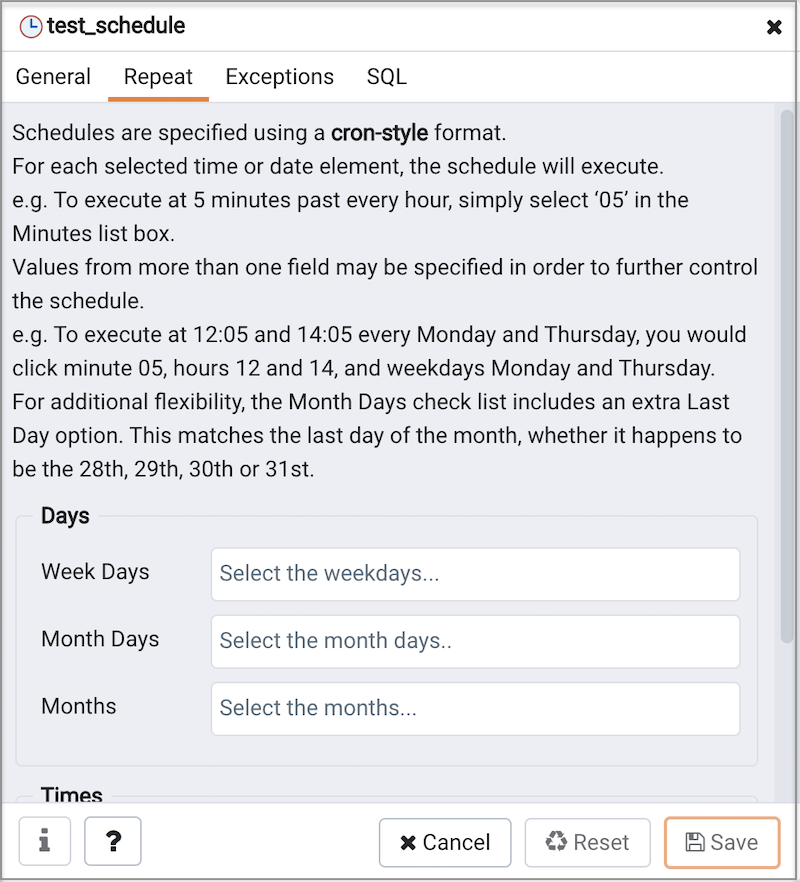 test_schedule
General Repeat Exceptions SQL
Schedules are specified using a cron-style format.
For each selected time or date element, the schedule will execute.
e.g. To execute at 5 minutes past every hour, simply select ‘05’ in the
Minutes list box.
Values from more than one field may be specified in order to further control
the schedule.
e.g. To execute at 12:05 and 14:05 every Monday and Thursday, you would
click minute 05, hours 12 and 14, and weekdays Monday and Thursday.
For additional flexibility, the Month Days check list includes an extra Last
Day option. This matches the last day of the month, whether it happens to
be the 28th, 29th, 30th or 31st.
Days
Week Days Select the weekdays...
Month Days Select the month days..
Months Select the months...
Times
i ? Cancel Reset Save